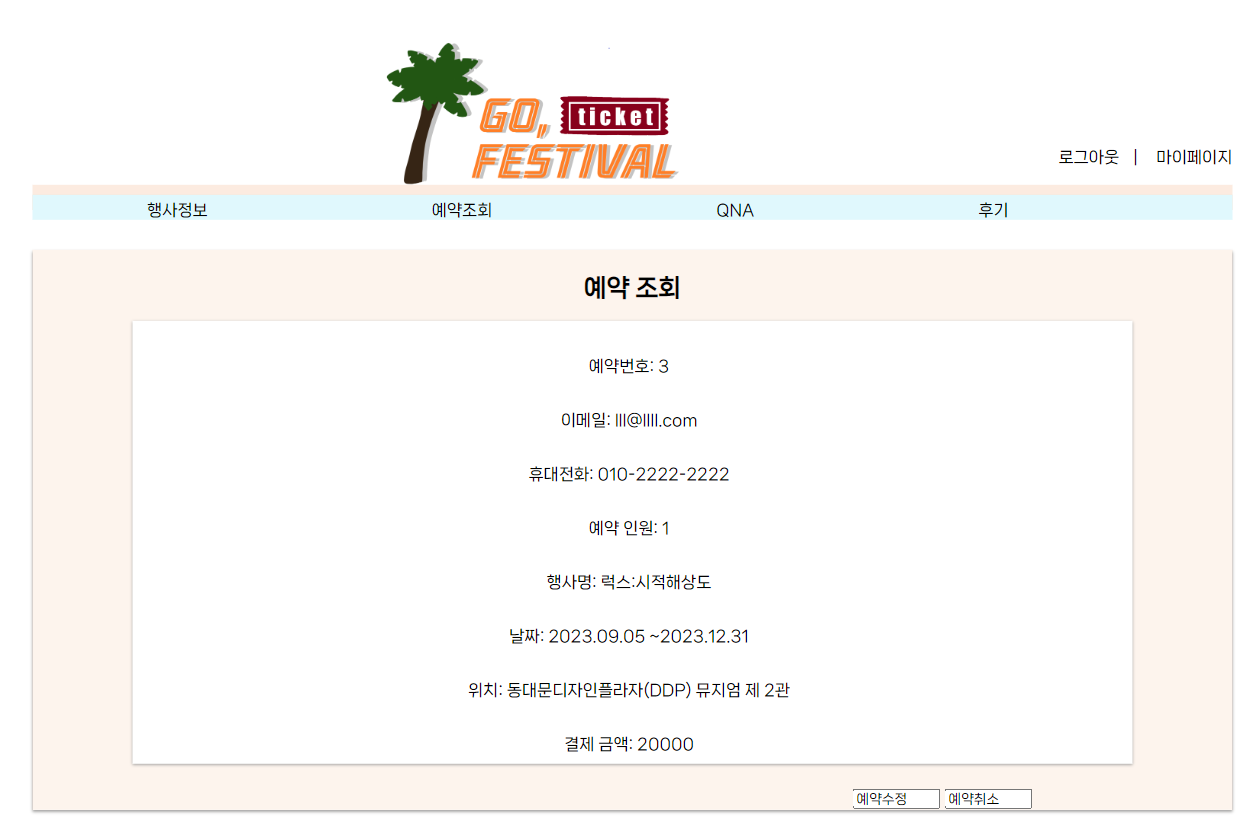 GO, ticket
FESTIVAL
로그아웃 | 마이페이지
행사정보 예약조회 QNA 후기
예약 조회
예약번호: 3
이메일: lll@llll.com
휴대전화: 010-2222-2222
예약 인원: 1
행사명: 럭스:시적해상도
날짜: 2023.09.05 ~2023.12.31
위치: 동대문디자인플라자(DDP) 뮤지엄 제 2관
결제 금액: 20000
예약수정 예약취소